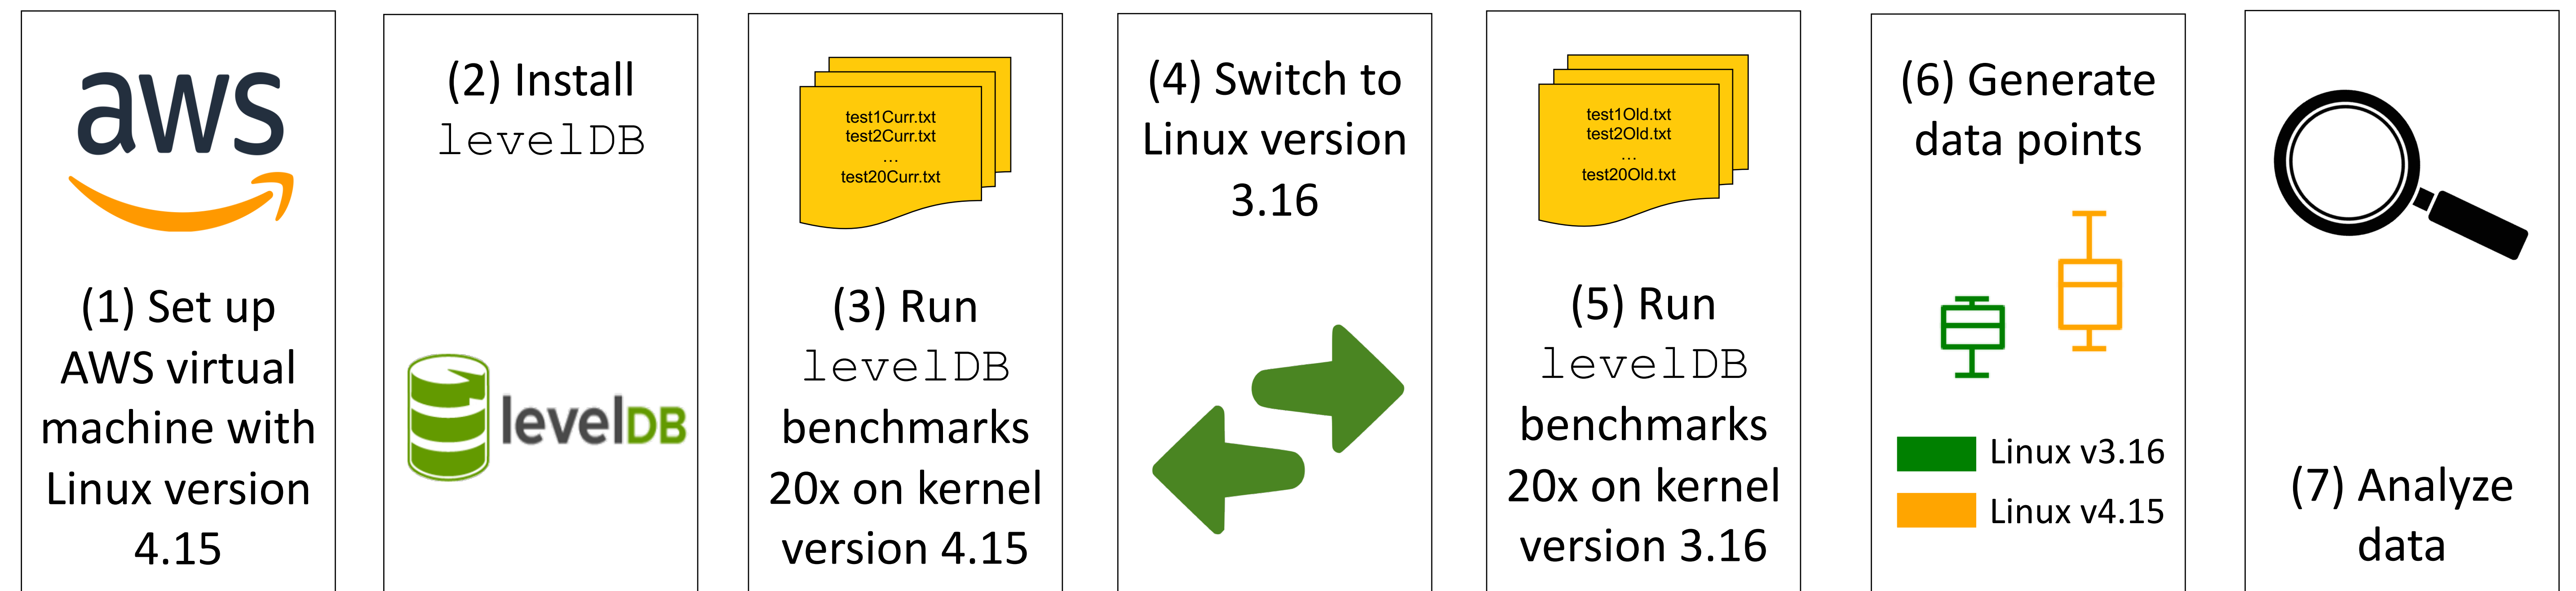 aws
(1) Set up
AWS virtual
machine with
Linux version
4.15
(2) Install
levelDB
levelDB
test1Curr.txt
test2Curr.txt
...
test20Curr.txt
(3) Run
levelDB
benchmarks
20x on kernel
version 4.15
(4) Switch to
Linux version
3.16
test1Old.txt
test2Old.txt
...
test20Old.txt
(5) Run
levelDB
benchmarks
20x on kernel
version 3.16
(6) Generate
data points
Linux v3.16
Linux v4.15
(7) Analyze
data